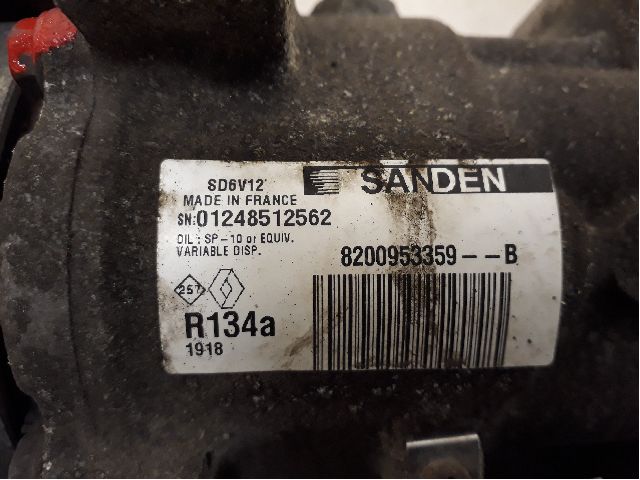 SD6V12
SANDEN
MADE IN FRANCE
SN:01248512562
OIL : SP-10 or EQUIV.
VARIABLE DISP.
8200953359--B
257
R134a
1918